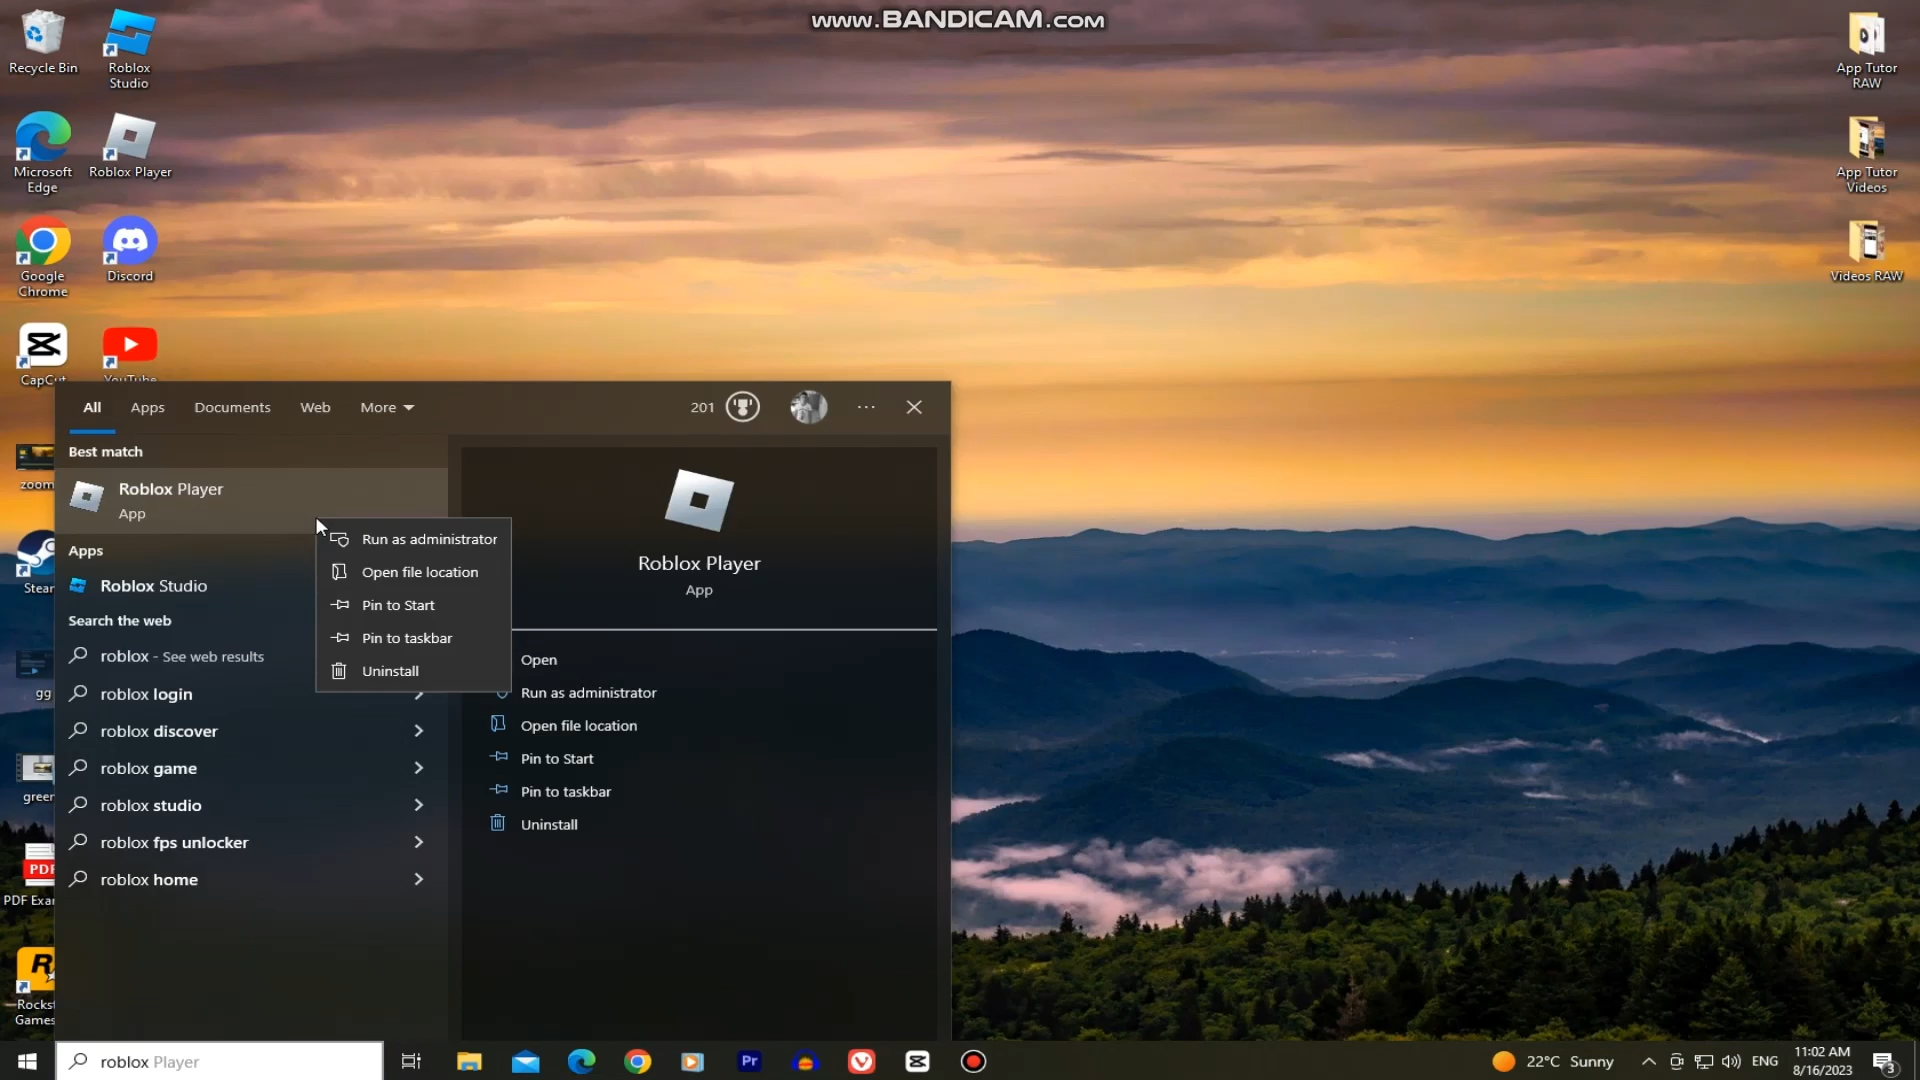 www.BANDICAM.com
Recycle Bin
Roblox
Studio
Microsoft
Edge
Roblox Player
Google
Chrome
Discord
CapCut
YouTube
zoom
Steam
gg
green
PDF
PDF Exa
R
Rockst
Games
App Tutor
RAW
App Tutor
Videos
Videos RAW
All
Apps
Documents
Web
More
201
Best match
Roblox Player
App
Apps
Roblox Studio
Search the web
roblox - See web results
roblox login
roblox discover
roblox game
roblox studio
roblox fps unlocker
roblox home
Run as administrator
Open file location
Pin to Start
Pin to taskbar
Uninstall
Roblox Player
App
Open
Run as administrator
Open file location
Pin to Start
Pin to taskbar
Uninstall
roblox Player
Pr
22°C Sunny
ENG
11:02 AM
8/16/2023
3